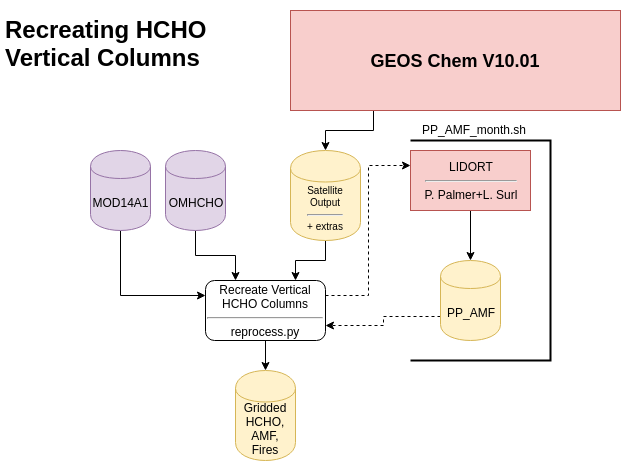 Recreating HCHO
Vertical Columns
GEOS Chem V10.01
PP_AMF_month.sh
MOD14A1
OMHCHO
Satellite
Output
+ extras
LIDORT
P. Palmer+L. Surl
Recreate Vertical
HCHO Columns
reprocess.py
PP_AMF
Gridded
HCHO,
AMF,
Fires